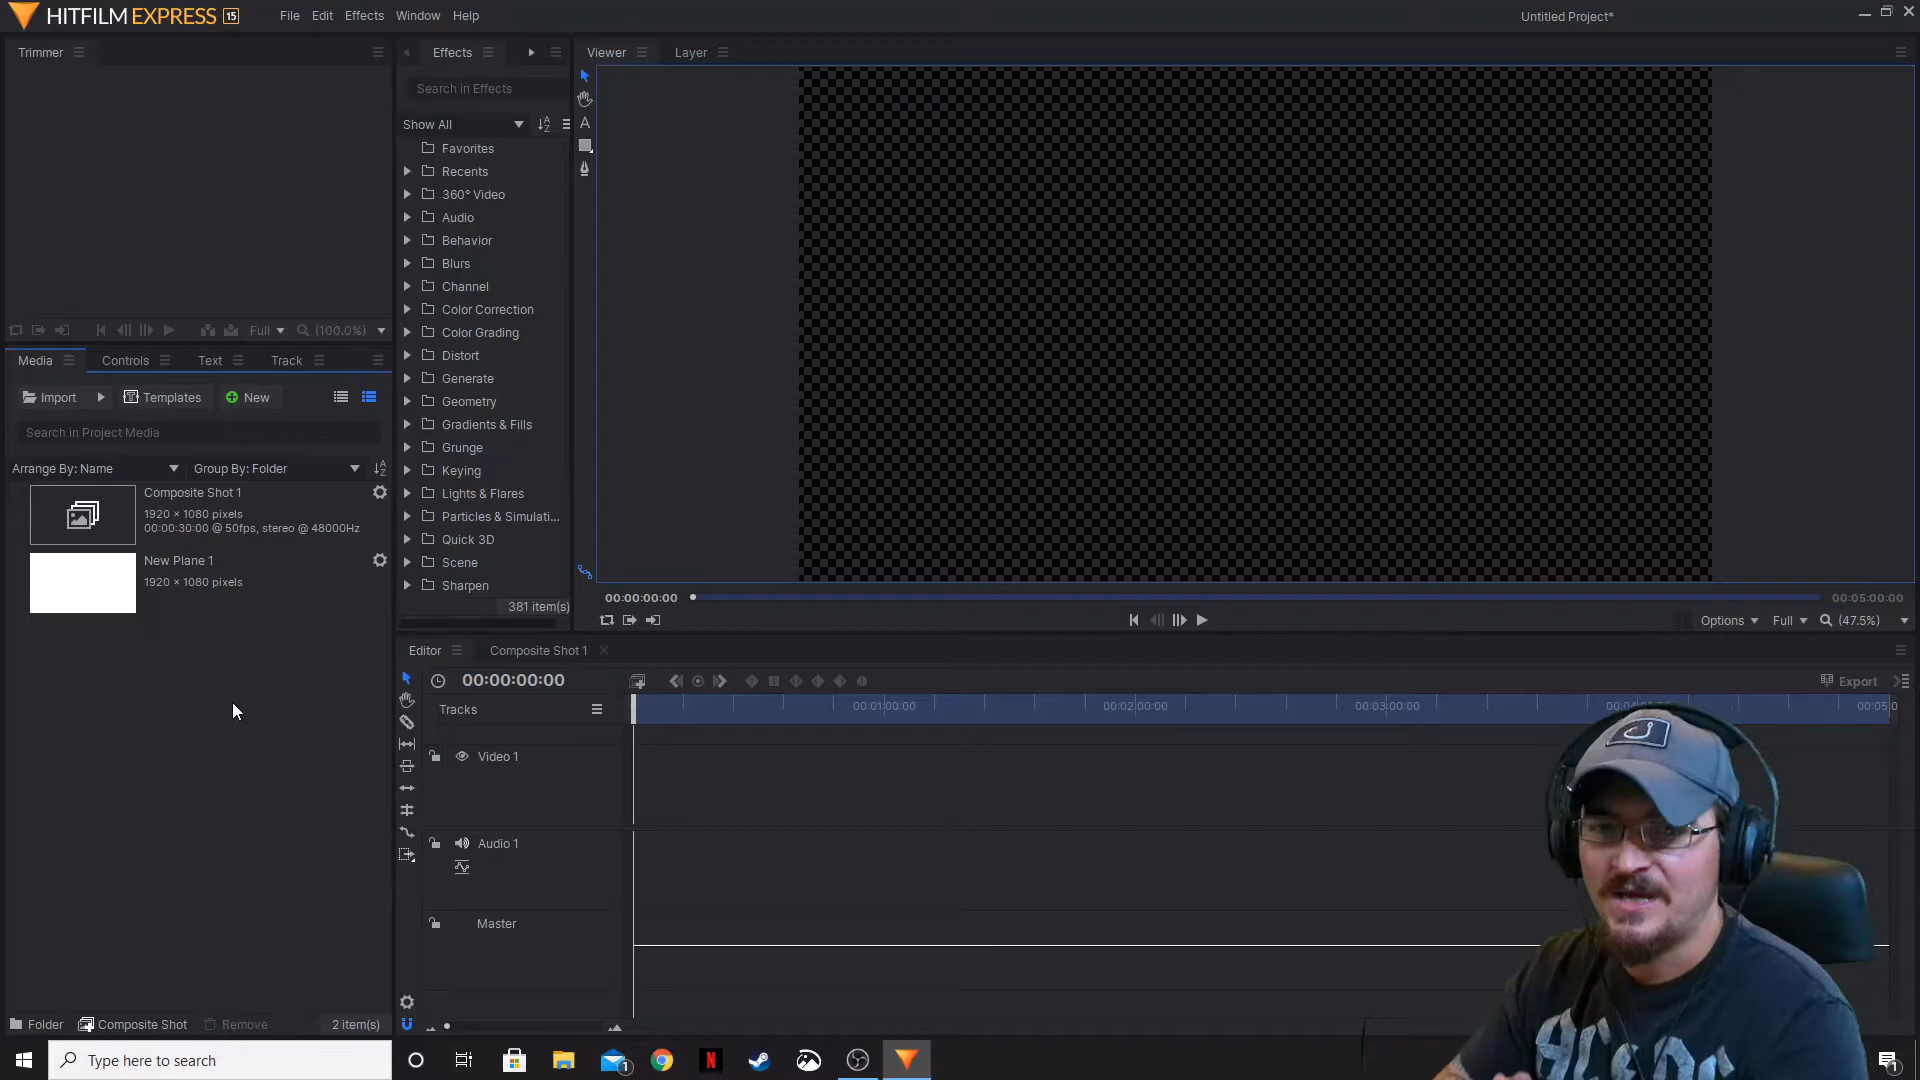 HITFILM EXPRESS 15
File Edit Effects Window Help
Untitled Project*
Trimmer
Full (100.0%)
Effects
Search in Effects
Show All
Favorites
Recents
360° Video
Audio
Behavior
Blurs
Channel
Color Correction
Color Grading
Distort
Generate
Geometry
Gradients & Fills
Grunge
Keying
Lights & Flares
Particles & Simulati...
Quick 3D
Scene
Sharpen
381 item(s)
Viewer Layer
A
00:00:00:00
00:05:00:00
Options Full (47.5%)
Media Controls Text Track
Import Templates New
Search in Project Media
Arrange By: Name Group By: Folder
Composite Shot 1
1920 × 1080 pixels
00:00:30:00 @ 50fps, stereo @ 48000Hz
New Plane 1
1920 × 1080 pixels
Folder Composite Shot Remove 2 item(s)
Editor Composite Shot 1
00:00:00:00
Export
Tracks
00:01:00:00 00:02:00:00 00:03:00:00
Video 1
Audio 1
Master
Type here to search
1
N
1